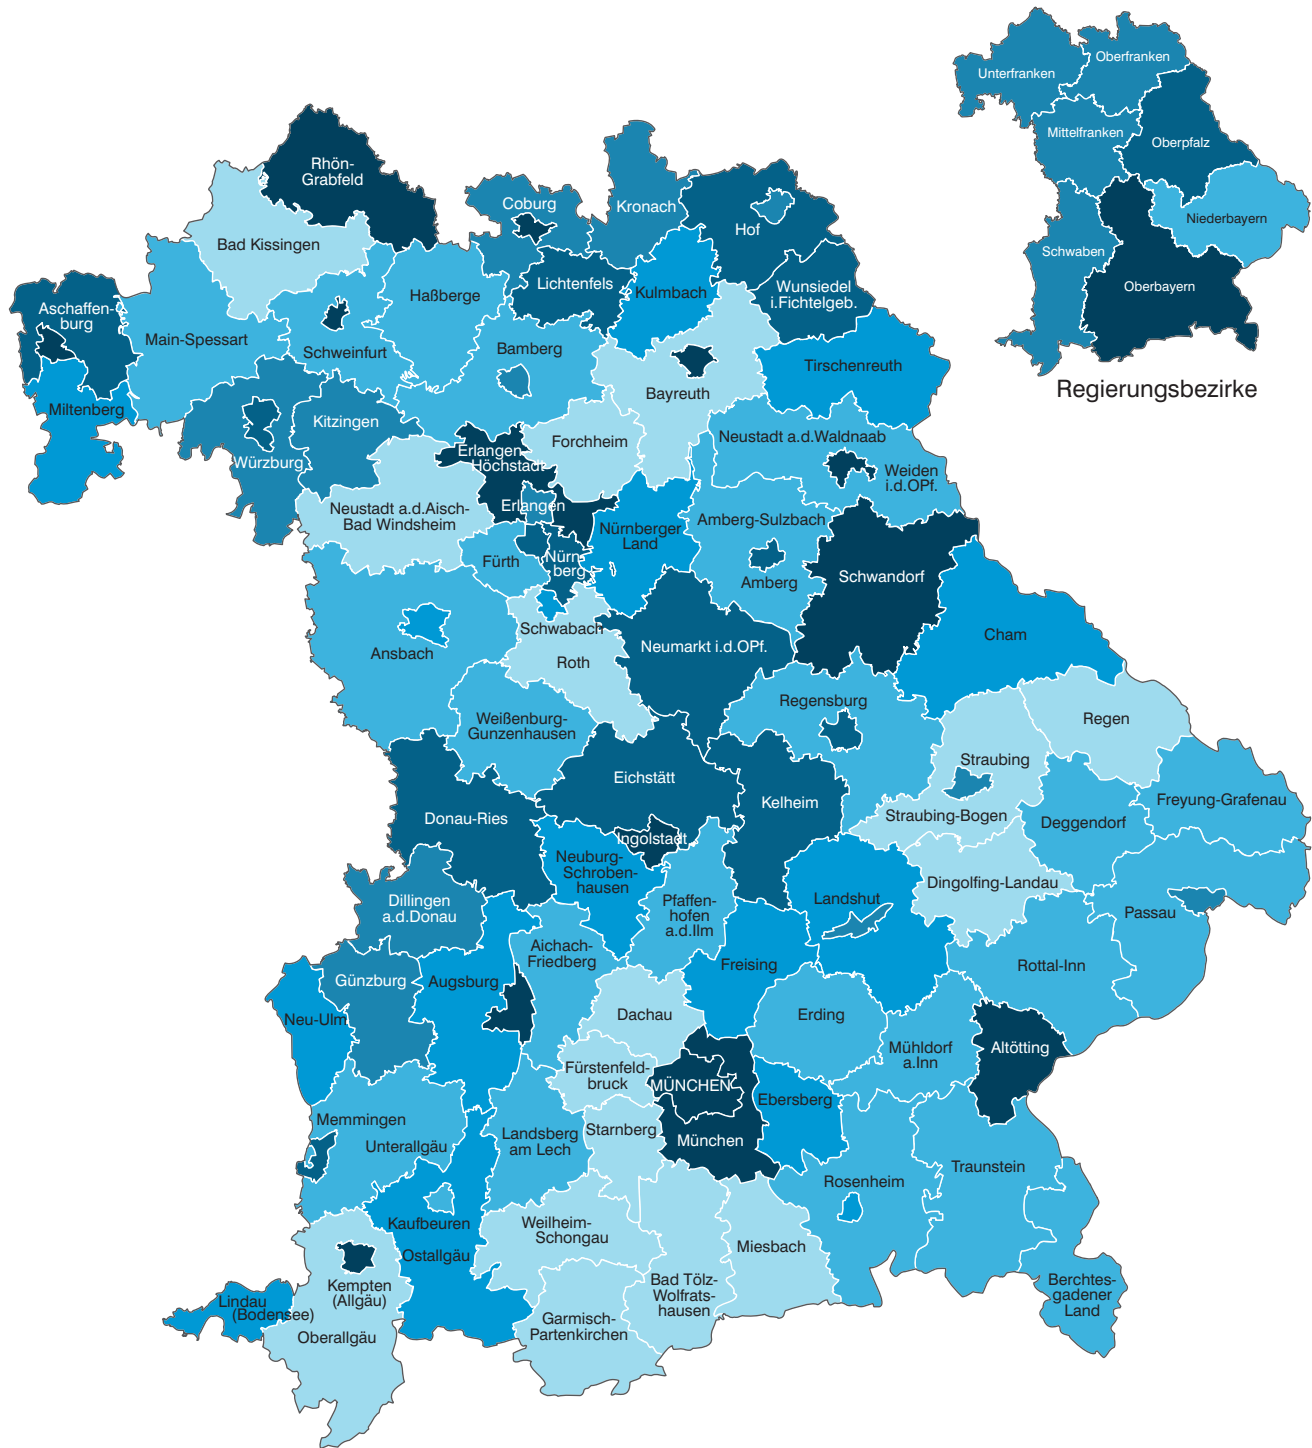 Oberfranken
Unterfranken
Mittelfranken
Oberpfalz
Niederbayern
Schwaben
Oberbayern
Regierungsbezirke
Rhön-
Grabfeld
Coburg
Kronach
Hof
Bad Kissingen
Lichtenfels
Kulmbach
Wunsiedel
i.Fichtelgeb.
Haßberge
Aschaffen-
burg
Main-Spessart
Schweinfurt
Bamberg
Tirschenreuth
Bayreuth
Miltenberg
Kitzingen
Forchheim
Neustadt a.d.Waldnaab
Würzburg
Erlangen-
Höchstadt
Weiden
i.d.OPf.
Neustadt a.d.Aisch-
Bad Windsheim
Erlangen
Nürnberger
Land
Amberg-Sulzbach
Fürth
Nürn-
berg
Amberg
Schwandorf
Schwabach
Cham
Ansbach
Roth
Neumarkt i.d.OPf.
Weißenburg-
Gunzenhausen
Regensburg
Regen
Straubing
Eichstätt
Kelheim
Freyung-Grafenau
Donau-Ries
Straubing-Bogen
Deggendorf
Ingolstadt
Neuburg-
Schroben-
hausen
Dingolfing-Landau
Dillingen
a.d.Donau
Pfaffen-
hofen
a.d.Ilm
Landshut
Passau
Aichach-
Friedberg
Freising
Rottal-Inn
Günzburg
Augsburg
Neu-Ulm
Dachau
Erding
Mühldorf
a.Inn
Altötting
Fürstenfeld-
bruck
MÜNCHEN
Ebersberg
Memmingen
Unterallgäu
Landsberg
am Lech
Starnberg
München
Traunstein
Rosenheim
Kaufbeuren
Weilheim-
Schongau
Miesbach
Ostallgäu
Kempten
(Allgäu)
Bad Tölz-
Wolfrats-
hausen
Berchtes-
gadener
Land
Lindau
(Bodensee)
Oberallgäu
Garmisch-
Partenkirchen